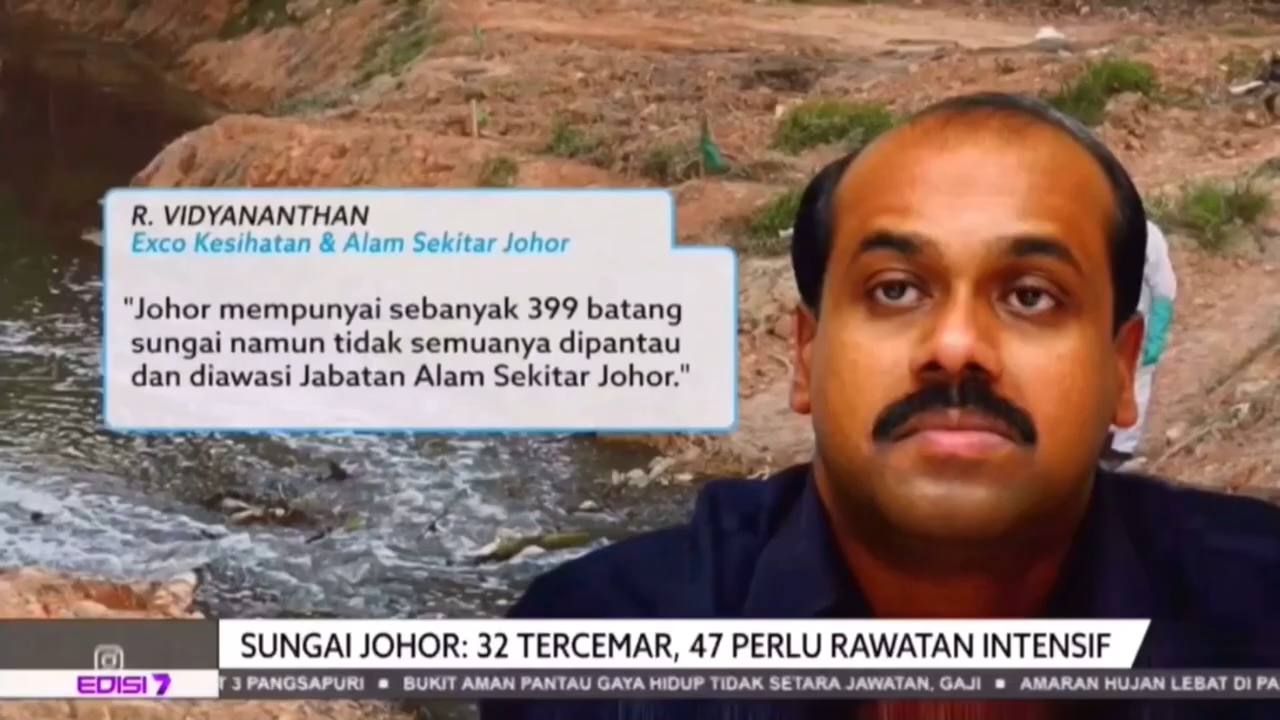 R. VIDYANANTHAN
Exco Kesihatan & Alam Sekitar Johor
"Johor mempunyai sebanyak 399 batang
sungai namun tidak semuanya dipantau
dan diawasi Jabatan Alam Sekitar Johor."
SUNGAI JOHOR: 32 TERCEMAR, 47 PERLU RAWATAN INTENSIF
EDISI 7
T 3 PANGSAPURI ■ BUKIT AMAN PANTAU GAYA HIDUP TIDAK SETARA JAWATAN, GAJI ■ AMARAN HUJAN LEBAT DI PA